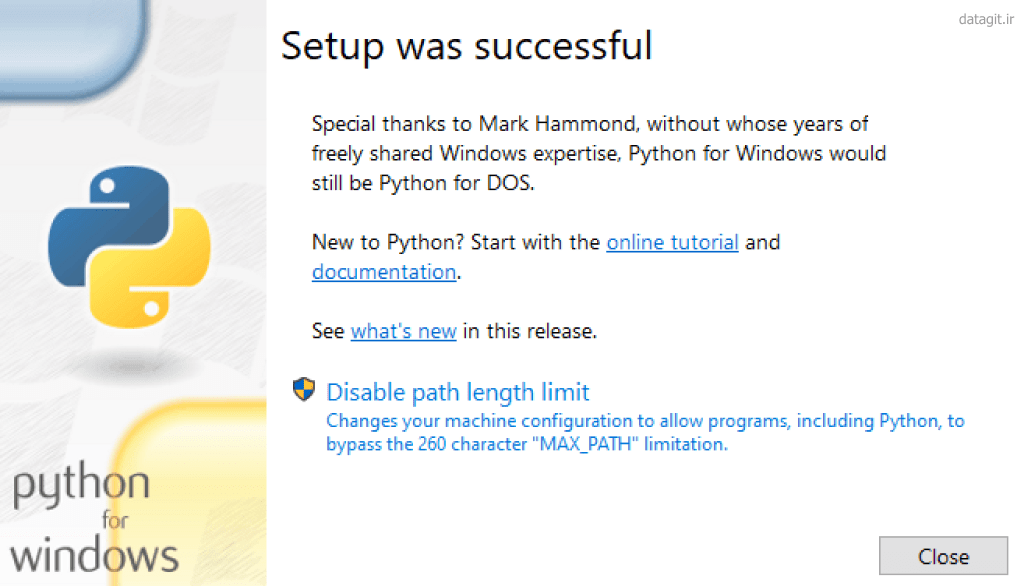 datagit.ir
Setup was successful
Special thanks to Mark Hammond, without whose years of
freely shared Windows expertise, Python for Windows would
still be Python for DOS.
New to Python? Start with the online tutorial and
documentation.
See what's new in this release.
Disable path length limit
Changes your machine configuration to allow programs, including Python, to
bypass the 260 character "MAX_PATH" limitation.
python
for
windows
Close